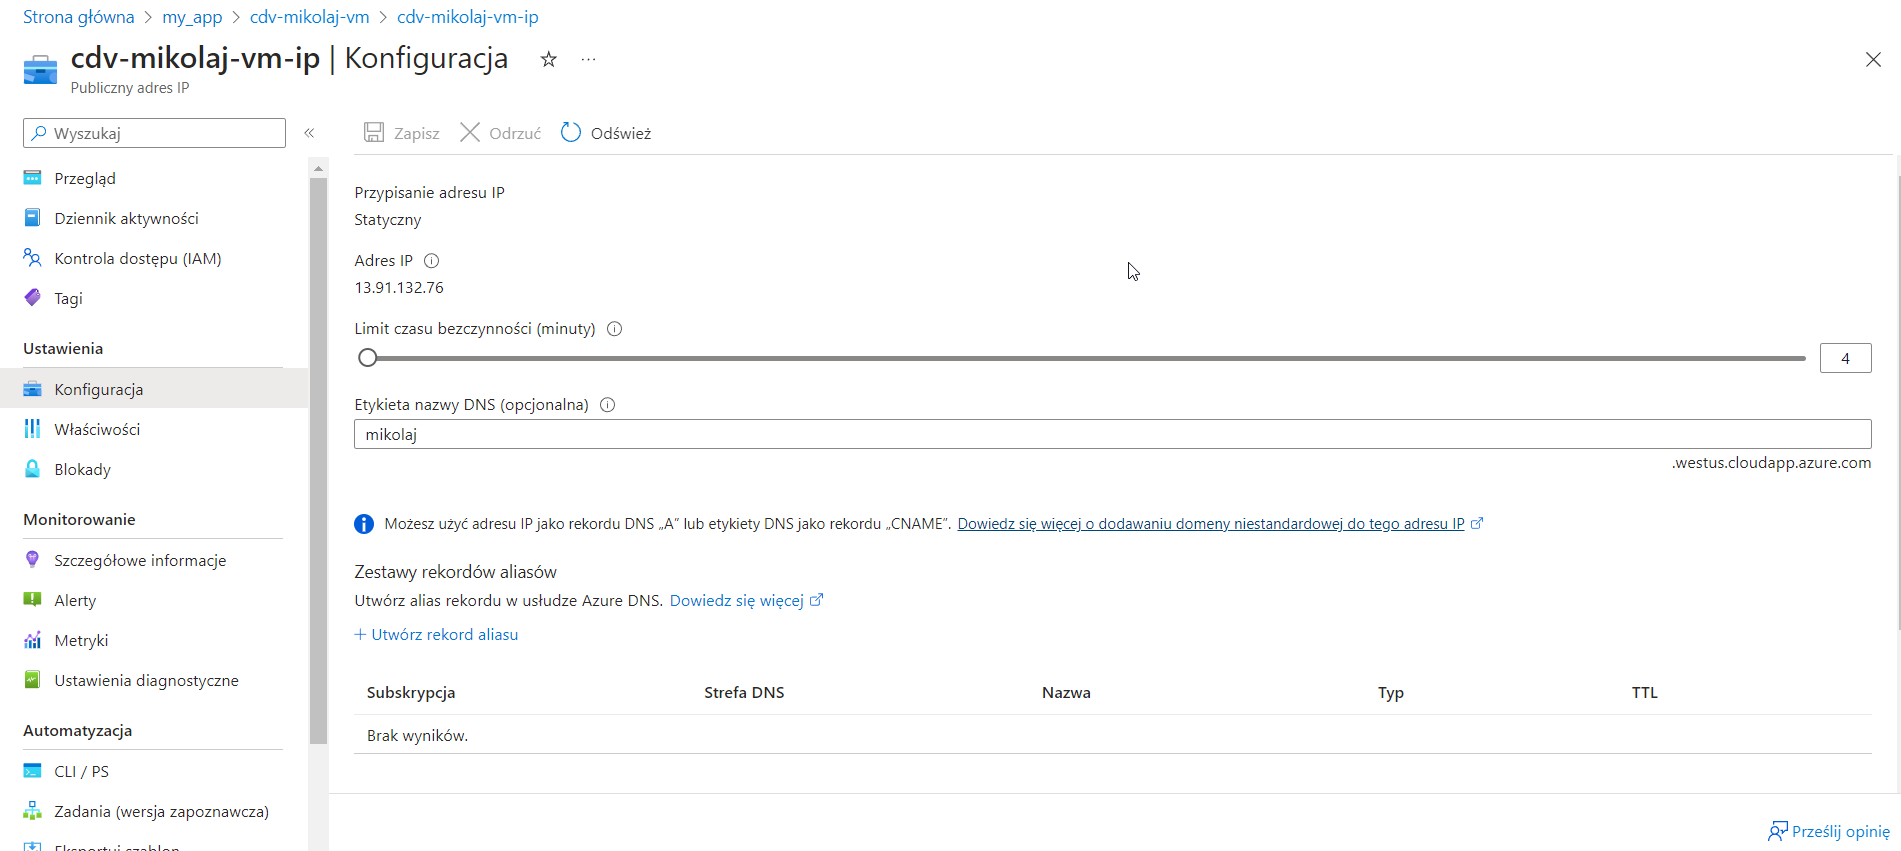 Strona główna > my_app > cdv-mikolaj-vm > cdv-mikolaj-vm-ip
cdv-mikolaj-vm-ip | Konfiguracja
Publiczny adres IP
Wyszukaj
Zapisz Odrzuć Odśwież
Przegląd
Dziennik aktywności
Kontrola dostępu (IAM)
Tagi
Ustawienia
Konfiguracja
Właściwości
Blokady
Monitorowanie
Szczegółowe informacje
Alerty
Metryki
Ustawienia diagnostyczne
Automatyzacja
CLI / PS
Zadania (wersja zapoznawcza)
Eksportuj szablon
Przypisanie adresu IP
Statyczny
Adres IP
13.91.132.76
Limit czasu bezczynności (minuty)
4
Etykieta nazwy DNS (opcjonalna)
mikolaj
.westus.cloudapp.azure.com
Możesz użyć adresu IP jako rekordu DNS „A” lub etykiety DNS jako rekordu „CNAME”. Dowiedz się więcej o dodawaniu domeny niestandardowej do tego adresu IP
Zestawy rekordów aliasów
Utwórz alias rekordu w usłudze Azure DNS. Dowiedz się więcej
+ Utwórz rekord aliasu
Subskrypcja Strefa DNS Nazwa Typ TTL
Brak wyników.
Prześlij opinię